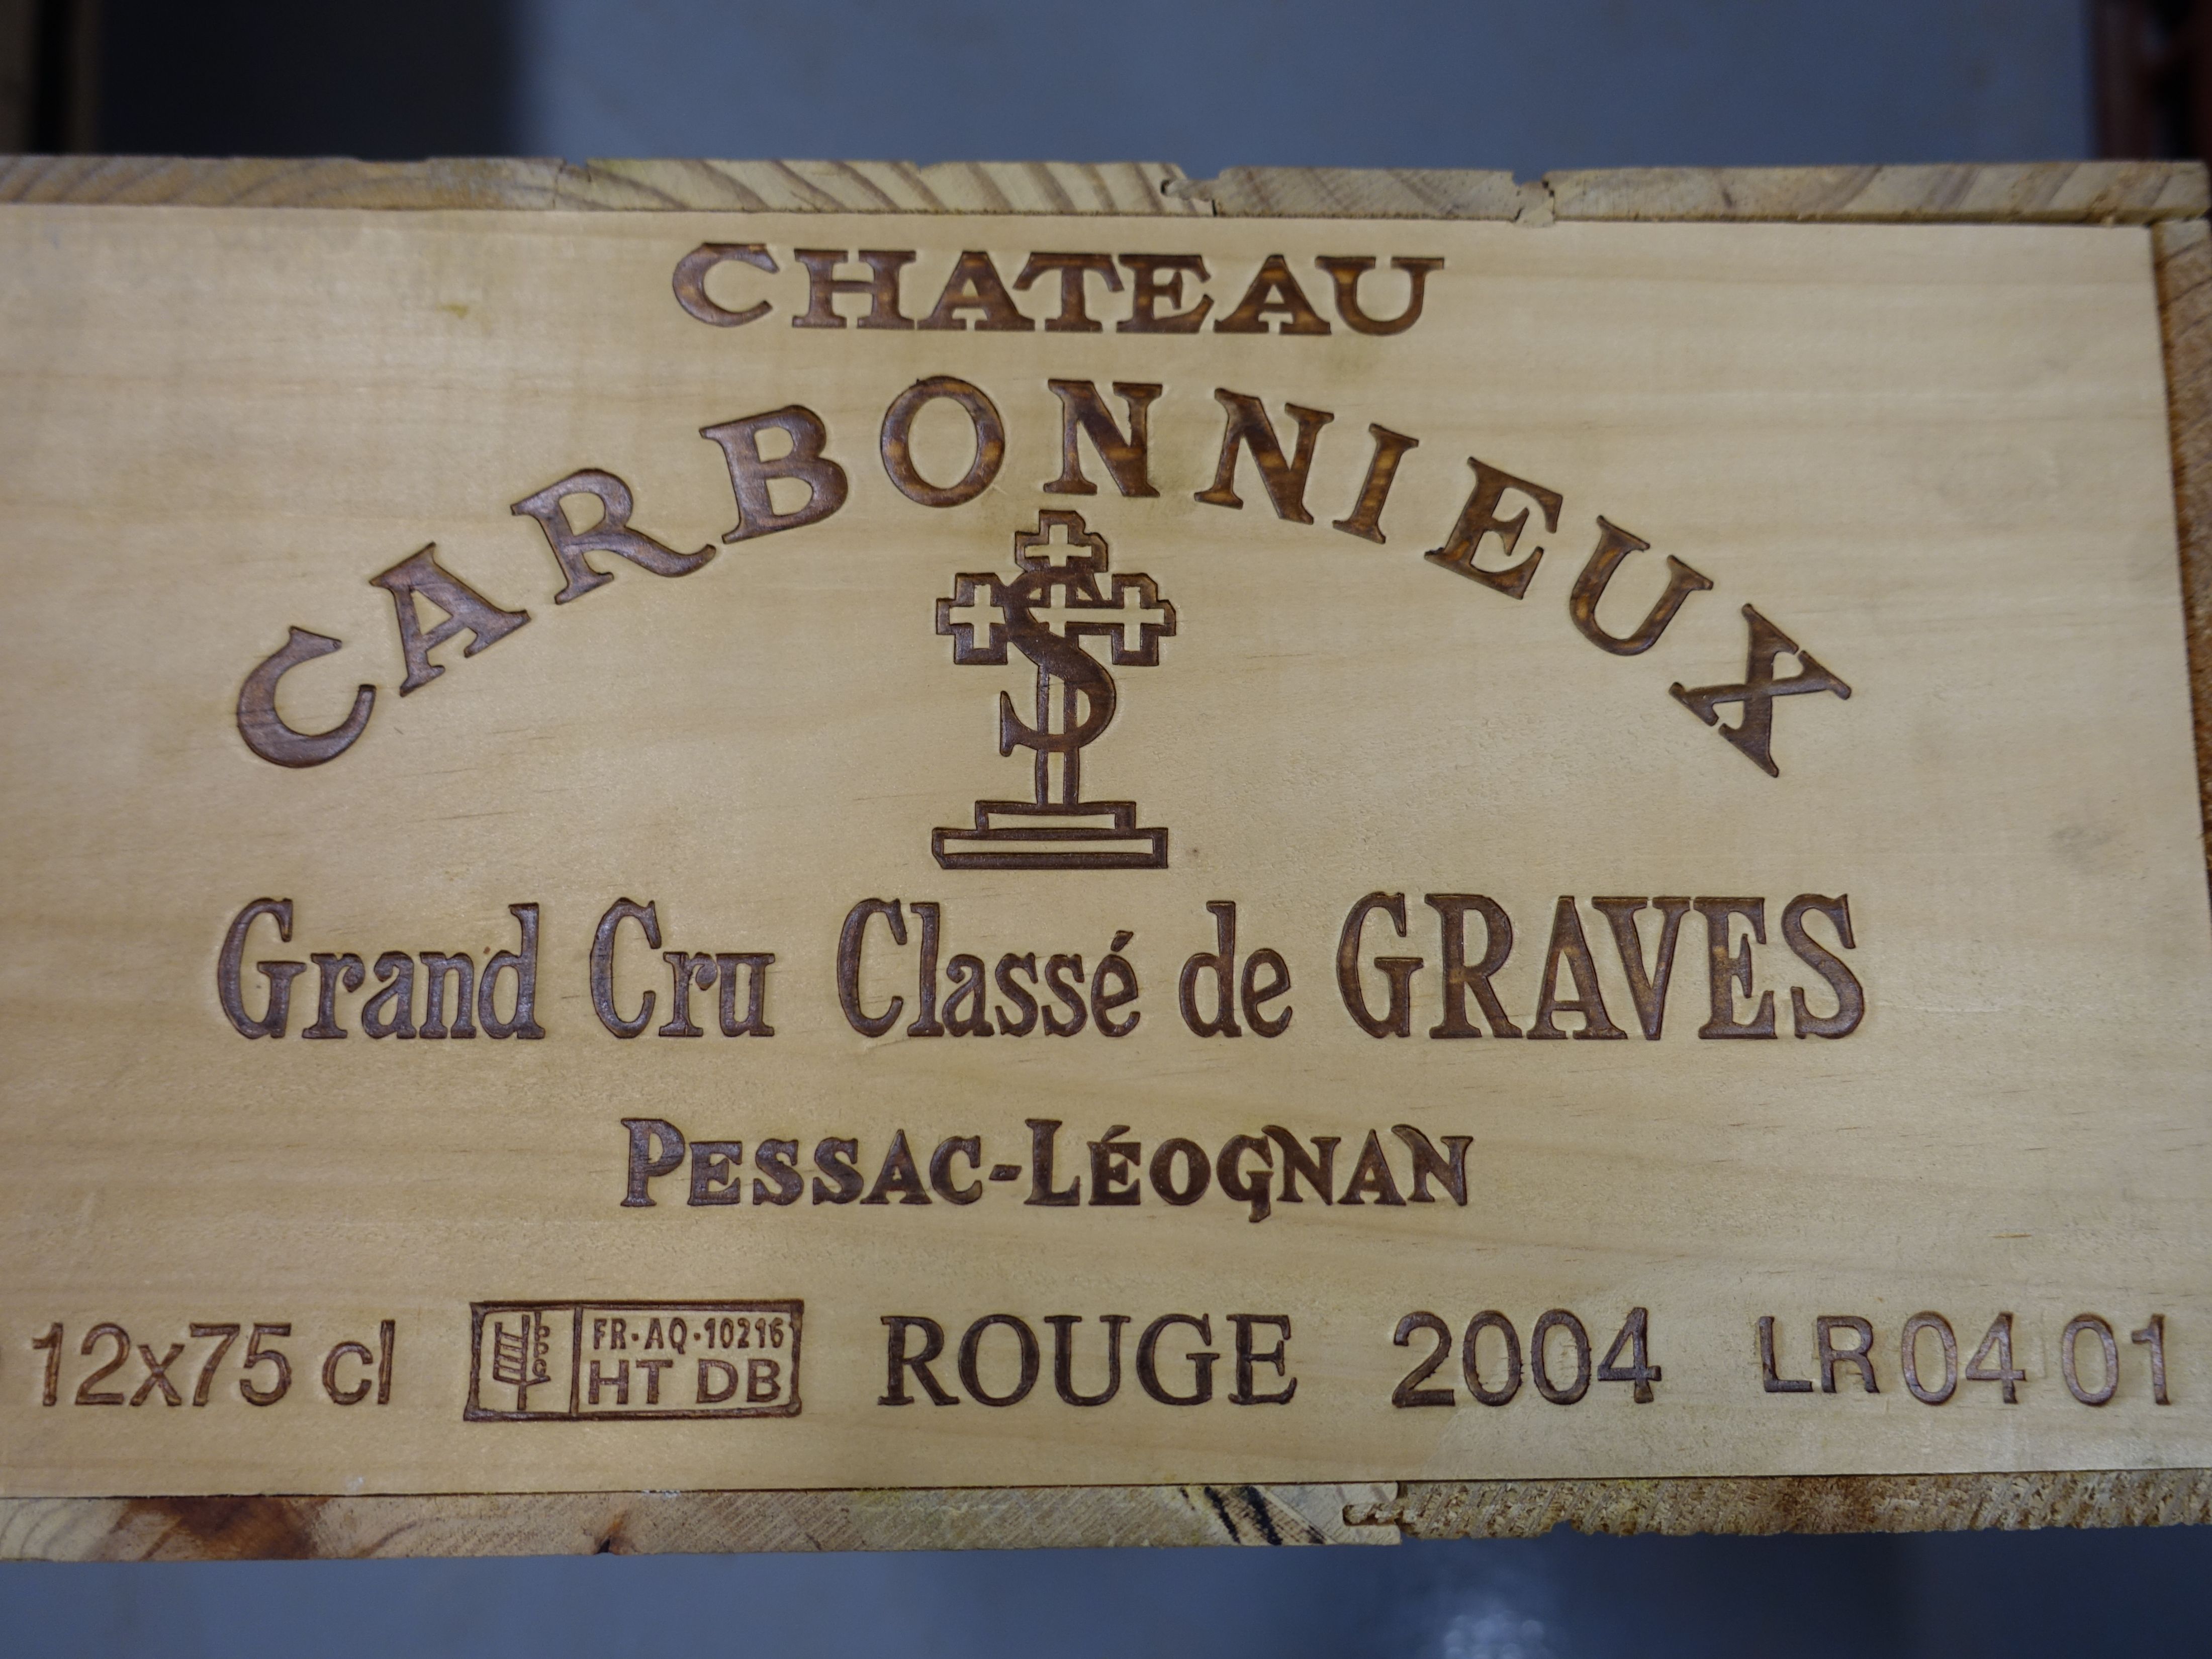 CHATEAU
CARBONNIEUX
S
Grand Cru Classé de GRAVES
PESSAC-LÉOGNAN
12x75 cl FR-AQ-10216 ROUGE 2004 LR 04 01
HT DB